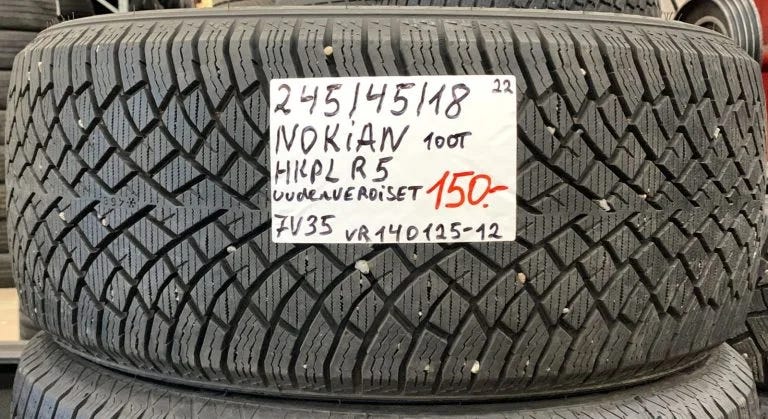 245/45/18 22
NOKIAN 100T
HKPL R5
UUDENVEROISET 150.-
7V35 VR140125-12